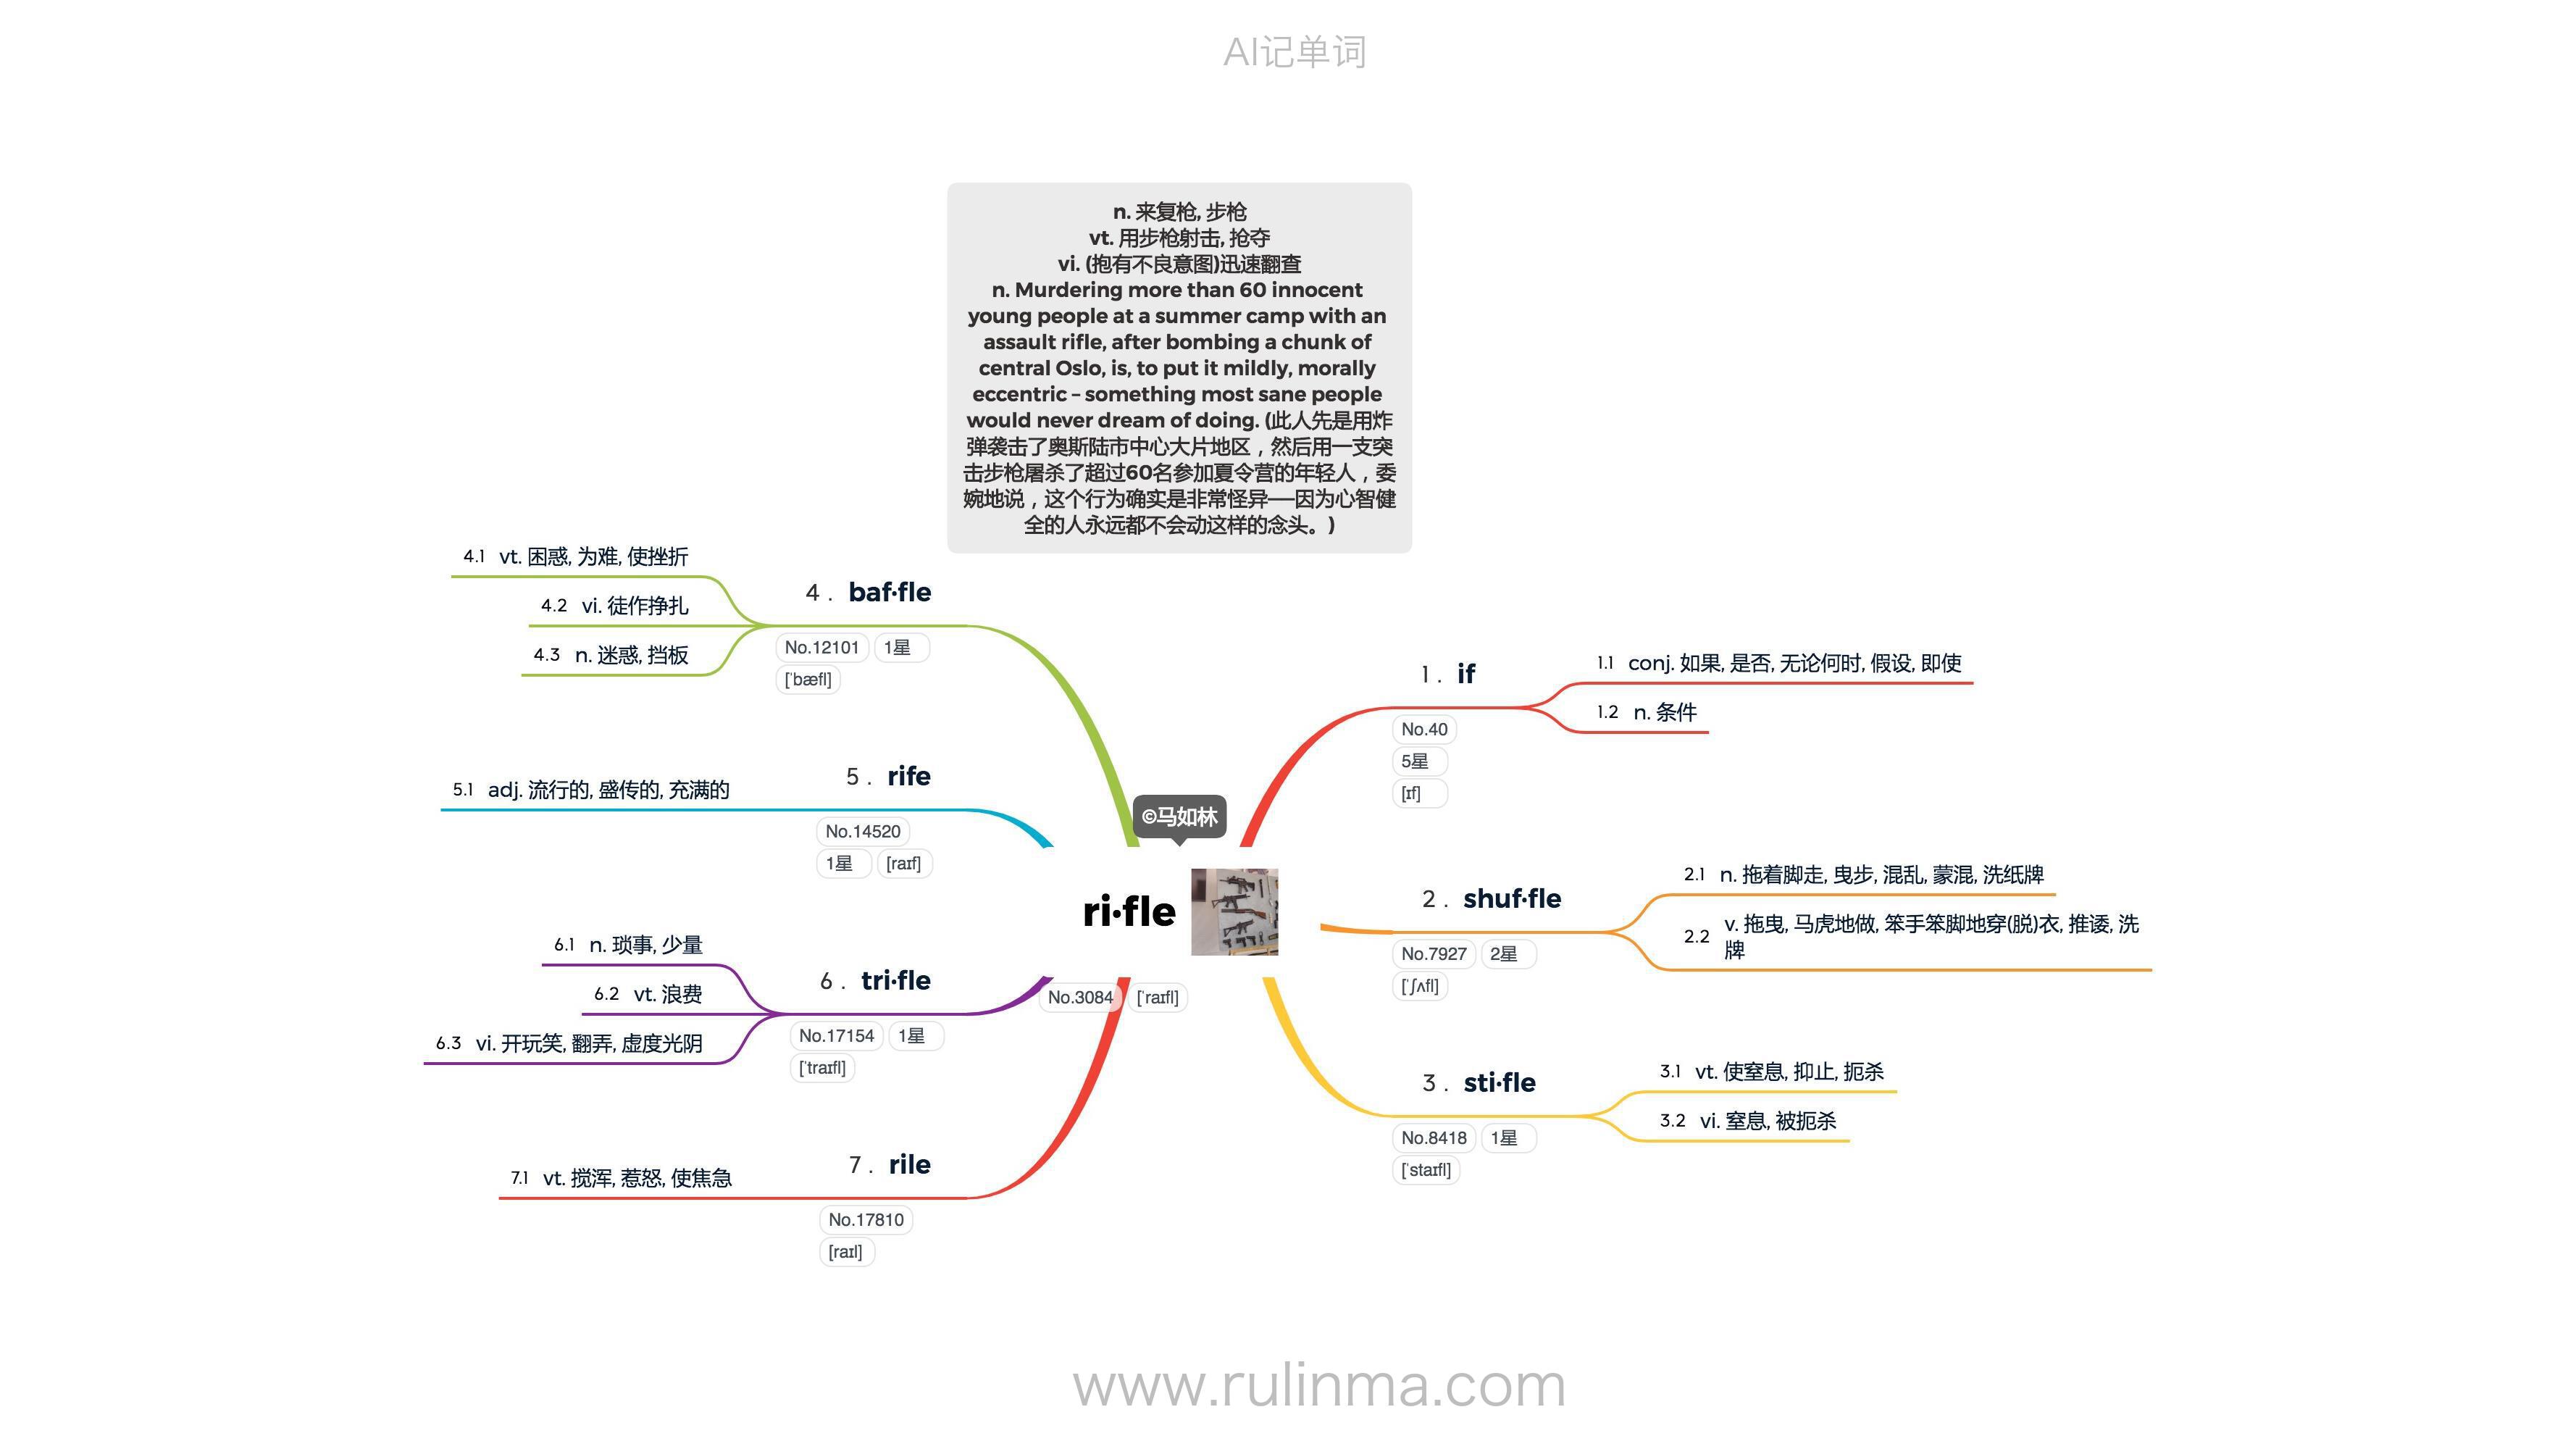 AI记单词
n. 来复枪, 步枪
vt. 用步枪射击, 抢夺
vi. (抱有不良意图)迅速翻查
n. Murdering more than 60 innocent
young people at a summer camp with an
assault rifle, after bombing a chunk of
central Oslo, is, to put it mildly, morally
eccentric – something most sane people
would never dream of doing. (此人先是用炸
弹袭击了奥斯陆市中心大片地区，然后用一支突
击步枪屠杀了超过60名参加夏令营的年轻人，委
婉地说，这个行为确实是非常怪异——因为心智健
全的人永远都不会动这样的念头。)
©马如林
ri·fle
No.3084 ['raɪfl]
1 . if
No.40
5星
[ɪf]
1.1 conj. 如果, 是否, 无论何时, 假设, 即使
1.2 n. 条件
2 . shuf·fle
No.7927 2星
['ʃʌfl]
2.1 n. 拖着脚走, 曳步, 混乱, 蒙混, 洗纸牌
2.2 v. 拖曳, 马虎地做, 笨手笨脚地穿(脱)衣, 推诿, 洗
牌
3 . sti·fle
No.8418 1星
['staɪfl]
3.1 vt. 使窒息, 抑止, 扼杀
3.2 vi. 窒息, 被扼杀
4 . baf·fle
No.12101 1星
['bæfl]
4.1 vt. 困惑, 为难, 使挫折
4.2 vi. 徒作挣扎
4.3 n. 迷惑, 挡板
5 . rife
No.14520
1星 [raɪf]
5.1 adj. 流行的, 盛传的, 充满的
6 . tri·fle
No.17154 1星
['traɪfl]
6.1 n. 琐事, 少量
6.2 vt. 浪费
6.3 vi. 开玩笑, 翻弄, 虚度光阴
7 . rile
No.17810
[raɪl]
7.1 vt. 搅浑, 惹怒, 使焦急
www.rulinma.com